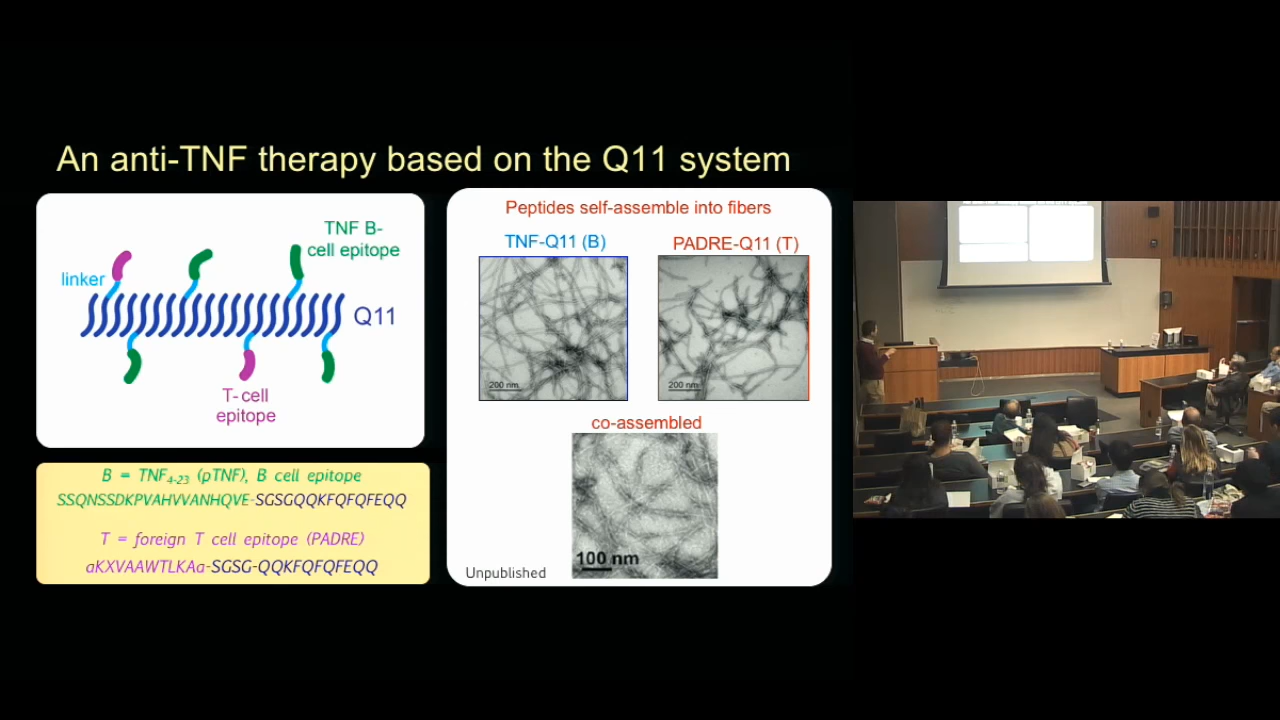 An anti-TNF therapy based on the Q11 system
TNF B-
cell epitope
linker
Q11
T-cell
epitope
B = TNF4-23 (pTNF), B cell epitope
SSQNSSDKPVAHVVANHQVE-SGSGQQKFQFQFEQQ
T = foreign T cell epitope (PADRE)
aKXVAAWTLKAa-SGSG-QQKFQFQFEQQ
Peptides self-assemble into fibers
TNF-Q11 (B)
PADRE-Q11 (T)
200 nm
200 nm
co-assembled
100 nm
Unpublished